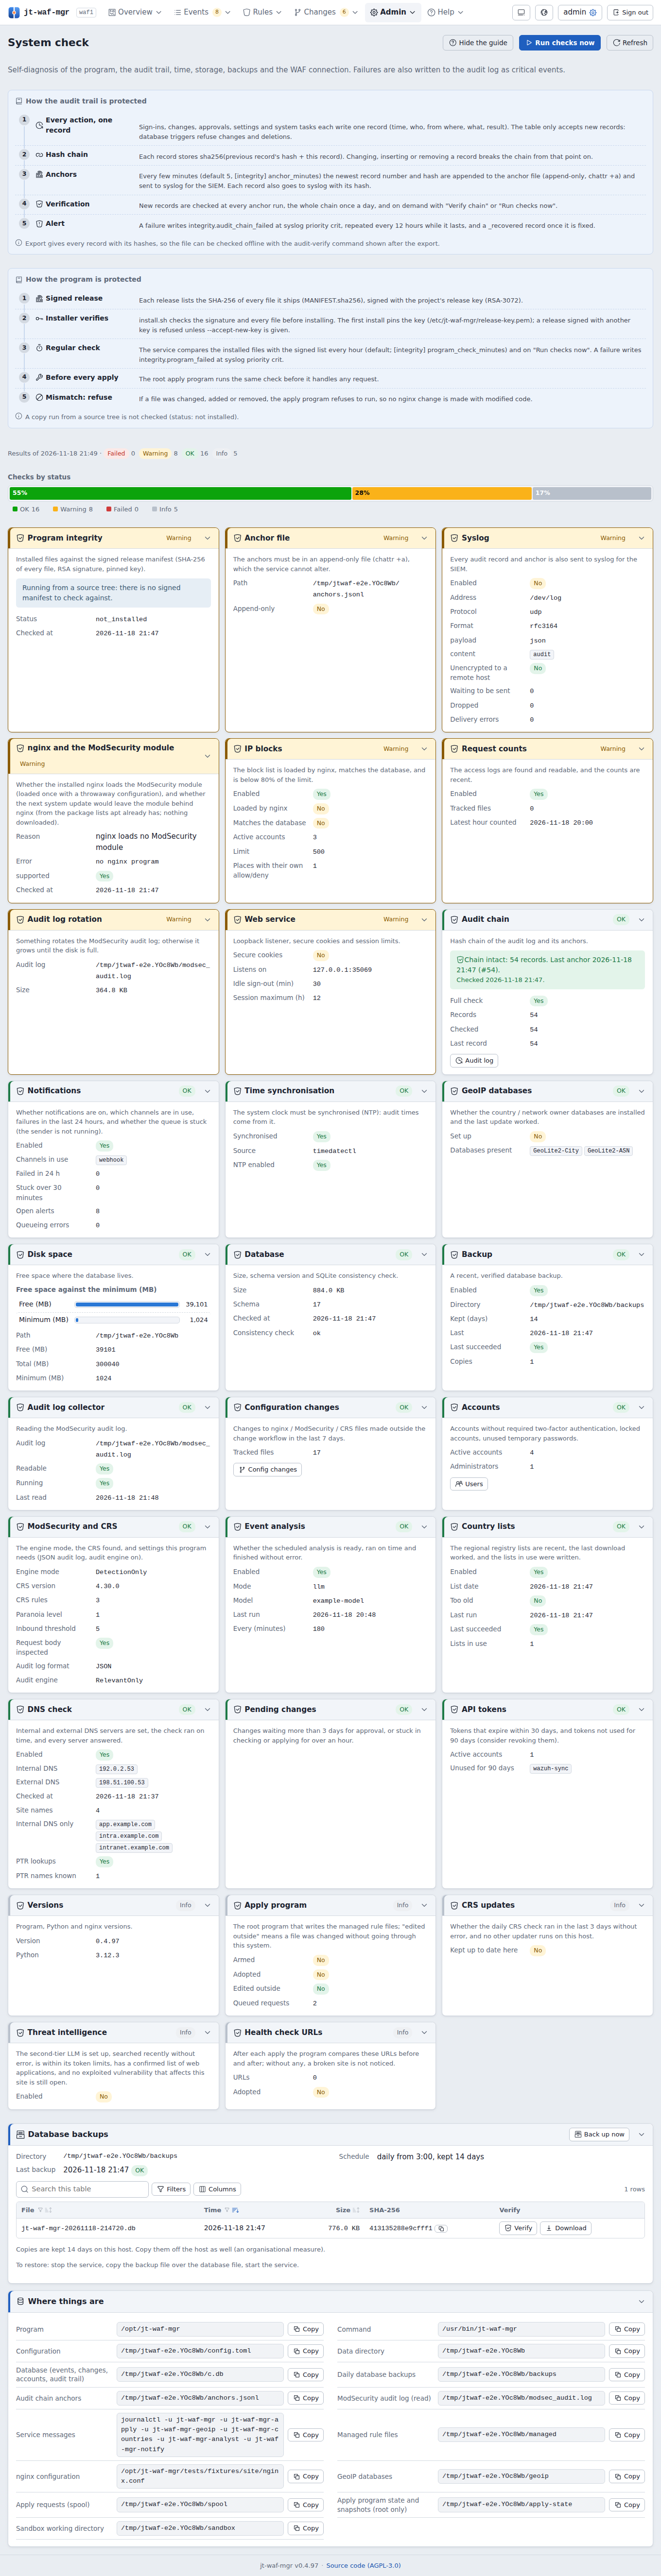 jt-waf-mgr waf1 Overview Events 8 Rules Changes 6 Admin Help admin Sign out
System check
Hide the guide Run checks now Refresh
Self-diagnosis of the program, the audit trail, time, storage, backups and the WAF connection. Failures are also written to the audit log as critical events.
How the audit trail is protected
1 Every action, one record
Sign-ins, changes, approvals, settings and system tasks each write one record (time, who, from where, what, result). The table only accepts new records: database triggers refuse changes and deletions.
2 Hash chain
Each record stores sha256(previous record's hash + this record). Changing, inserting or removing a record breaks the chain from that point on.
3 Anchors
Every few minutes (default 5, [integrity] anchor_minutes) the newest record number and hash are appended to the anchor file (append-only, chattr +a) and sent to syslog for the SIEM. Each record also goes to syslog with its hash.
4 Verification
New records are checked at every anchor run, the whole chain once a day, and on demand with "Verify chain" or "Run checks now".
5 Alert
A failure writes integrity.audit_chain_failed at syslog priority crit, repeated every 12 hours while it lasts, and a _recovered record once it is fixed.
Export gives every record with its hashes, so the file can be checked offline with the audit-verify command shown after the export.
How the program is protected
1 Signed release
Each release lists the SHA-256 of every file it ships (MANIFEST.sha256), signed with the project's release key (RSA-3072).
2 Installer verifies
install.sh checks the signature and every file before installing. The first install pins the key (/etc/jt-waf-mgr/release-key.pem); a release signed with another key is refused unless --accept-new-key is given.
3 Regular check
The service compares the installed files with the signed list every hour (default; [integrity] program_check_minutes) and on "Run checks now". A failure writes integrity.program_failed at syslog priority crit.
4 Before every apply
The root apply program runs the same check before it handles any request.
5 Mismatch: refuse
If a file was changed, added or removed, the apply program refuses to run, so no nginx change is made with modified code.
A copy run from a source tree is not checked (status: not_installed).
Results of 2026-11-18 21:49 · Failed 0 Warning 8 OK 16 Info 5
Checks by status
55% 28% 17%
OK 16 Warning 8 Failed 0 Info 5
Program integrity Warning
Installed files against the signed release manifest (SHA-256 of every file, RSA signature, pinned key).
Running from a source tree: there is no signed manifest to check against.
Status not_installed
Checked at 2026-11-18 21:47
Anchor file Warning
The anchors must be in an append-only file (chattr +a), which the service cannot alter.
Path /tmp/jtwaf-e2e.YOc8Wb/anchors.jsonl
Append-only No
Syslog Warning
Every audit record and anchor is also sent to syslog for the SIEM.
Enabled No
Address /dev/log
Protocol udp
Format rfc3164
payload json
content audit
Unencrypted to a remote host No
Waiting to be sent 0
Dropped 0
Delivery errors 0
nginx and the ModSecurity module
Warning
Whether the installed nginx loads the ModSecurity module (loaded once with a throwaway configuration), and whether the next system update would leave the module behind nginx (from the package lists apt already has; nothing downloaded).
Reason nginx loads no ModSecurity module
Error no nginx program
supported Yes
Checked at 2026-11-18 21:47
IP blocks Warning
The block list is loaded by nginx, matches the database, and is below 80% of the limit.
Enabled Yes
Loaded by nginx No
Matches the database No
Active accounts 3
Limit 500
Places with their own allow/deny 1
Request counts Warning
The access logs are found and readable, and the counts are recent.
Enabled Yes
Tracked files 0
Latest hour counted 2026-11-18 20:00
Audit log rotation Warning
Something rotates the ModSecurity audit log; otherwise it grows until the disk is full.
Audit log /tmp/jtwaf-e2e.YOc8Wb/modsec_audit.log
Size 364.8 KB
Web service Warning
Loopback listener, secure cookies and session limits.
Secure cookies No
Listens on 127.0.0.1:35069
Idle sign-out (min) 30
Session maximum (h) 12
Audit chain OK
Hash chain of the audit log and its anchors.
Chain intact: 54 records. Last anchor 2026-11-18 21:47 (#54).
Checked 2026-11-18 21:47.
Full check Yes
Records 54
Checked 54
Last record 54
Audit log
Notifications OK
Whether notifications are on, which channels are in use, failures in the last 24 hours, and whether the queue is stuck (the sender is not running).
Enabled Yes
Channels in use webhook
Failed in 24 h 0
Stuck over 30 minutes 0
Open alerts 8
Queueing errors 0
Time synchronisation OK
The system clock must be synchronised (NTP): audit times come from it.
Synchronised Yes
Source timedatectl
NTP enabled Yes
GeoIP databases OK
Whether the country / network owner databases are installed and the last update worked.
Set up No
Databases present GeoLite2-City GeoLite2-ASN
Disk space OK
Free space where the database lives.
Free space against the minimum (MB)
Free (MB) 39,101
Minimum (MB) 1,024
Path /tmp/jtwaf-e2e.YOc8Wb
Free (MB) 39101
Total (MB) 300040
Minimum (MB) 1024
Database OK
Size, schema version and SQLite consistency check.
Size 884.0 KB
Schema 17
Checked at 2026-11-18 21:47
Consistency check ok
Backup OK
A recent, verified database backup.
Enabled Yes
Directory /tmp/jtwaf-e2e.YOc8Wb/backups
Kept (days) 14
Last 2026-11-18 21:47
Last succeeded Yes
Copies 1
Audit log collector OK
Reading the ModSecurity audit log.
Audit log /tmp/jtwaf-e2e.YOc8Wb/modsec_audit.log
Readable Yes
Running Yes
Last read 2026-11-18 21:48
Configuration changes OK
Changes to nginx / ModSecurity / CRS files made outside the change workflow in the last 7 days.
Tracked files 17
Config changes
Accounts OK
Accounts without required two-factor authentication, locked accounts, unused temporary passwords.
Active accounts 4
Administrators 1
Users
ModSecurity and CRS OK
The engine mode, the CRS found, and settings this program needs (JSON audit log, audit engine on).
Engine mode DetectionOnly
CRS version 4.30.0
CRS rules 3
Paranoia level 1
Inbound threshold 5
Request body inspected Yes
Audit log format JSON
Audit engine RelevantOnly
Event analysis OK
Whether the scheduled analysis is ready, ran on time and finished without error.
Enabled Yes
Mode llm
Model example-model
Last run 2026-11-18 20:48
Every (minutes) 180
Country lists OK
The regional registry lists are recent, the last download worked, and the lists in use were written.
Enabled Yes
List date 2026-11-18 21:47
Too old No
Last run 2026-11-18 21:47
Last succeeded Yes
Lists in use 1
DNS check OK
Internal and external DNS servers are set, the check ran on time, and every server answered.
Enabled Yes
Internal DNS 192.0.2.53
External DNS 198.51.100.53
Checked at 2026-11-18 21:37
Site names 4
Internal DNS only app.example.com
intra.example.com
intranet.example.com
PTR lookups Yes
PTR names known 1
Pending changes OK
Changes waiting more than 3 days for approval, or stuck in checking or applying for over an hour.
API tokens OK
Tokens that expire within 30 days, and tokens not used for 90 days (consider revoking them).
Active accounts 1
Unused for 90 days wazuh-sync
Versions Info
Program, Python and nginx versions.
Version 0.4.97
Python 3.12.3
Apply program Info
The root program that writes the managed rule files; "edited outside" means a file was changed without going through this system.
Armed No
Adopted No
Edited outside No
Queued requests 2
CRS updates Info
Whether the daily CRS check ran in the last 3 days without error, and no other updater runs on this host.
Kept up to date here No
Threat intelligence Info
The second-tier LLM is set up, searched recently without error, is within its token limits, has a confirmed list of web applications, and no exploited vulnerability that affects this site is still open.
Enabled No
Health check URLs Info
After each apply the program compares these URLs before and after; without any, a broken site is not noticed.
URLs 0
Adopted No
Database backups Back up now
Directory /tmp/jtwaf-e2e.YOc8Wb/backups Schedule daily from 3:00, kept 14 days
Last backup 2026-11-18 21:47 OK
Search this table Filters Columns 1 rows
File Time Size SHA-256 Verify
jt-waf-mgr-20261118-214720.db 2026-11-18 21:47 776.0 KB 413135288e9cfff1 Verify Download
Copies are kept 14 days on this host. Copy them off the host as well (an organisational measure).
To restore: stop the service, copy the backup file over the database file, start the service.
Where things are
Program /opt/jt-waf-mgr Copy Command /usr/bin/jt-waf-mgr Copy
Configuration /tmp/jtwaf-e2e.YOc8Wb/config.toml Copy Data directory /tmp/jtwaf-e2e.YOc8Wb Copy
Database (events, changes, accounts, audit trail) /tmp/jtwaf-e2e.YOc8Wb/c.db Copy Daily database backups /tmp/jtwaf-e2e.YOc8Wb/backups Copy
Audit chain anchors /tmp/jtwaf-e2e.YOc8Wb/anchors.jsonl Copy ModSecurity audit log (read) /tmp/jtwaf-e2e.YOc8Wb/modsec_audit.log Copy
Service messages journalctl -u jt-waf-mgr -u jt-waf-mgr-apply -u jt-waf-mgr-geoip -u jt-waf-mgr-countries -u jt-waf-mgr-analyst -u jt-waf-mgr-notify Copy Managed rule files /tmp/jtwaf-e2e.YOc8Wb/managed Copy
nginx configuration /opt/jt-waf-mgr/tests/fixtures/site/nginx.conf Copy GeoIP databases /tmp/jtwaf-e2e.YOc8Wb/geoip Copy
Apply requests (spool) /tmp/jtwaf-e2e.YOc8Wb/spool Copy Apply program state and snapshots (root only) /tmp/jtwaf-e2e.YOc8Wb/apply-state Copy
Sandbox working directory /tmp/jtwaf-e2e.YOc8Wb/sandbox Copy
jt-waf-mgr v0.4.97 · Source code (AGPL-3.0)